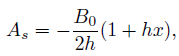 A_s = -\frac{B_0}{2h}(1 + hx),